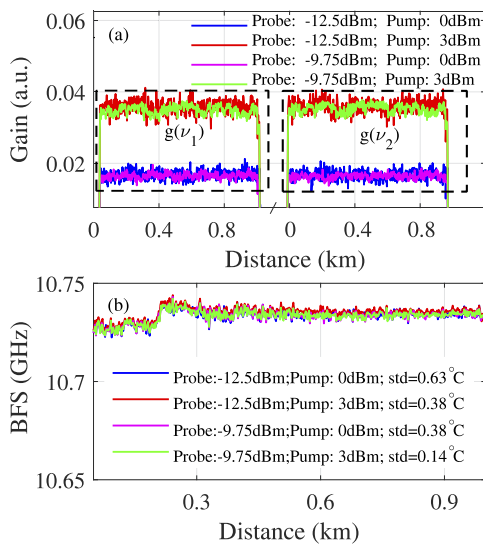 (a)
Probe: -12.5dBm; Pump: 0dBm
Probe: -12.5dBm; Pump: 3dBm
Probe: -9.75dBm; Pump: 0dBm
Probe: -9.75dBm; Pump: 3dBm
Gain (a.u.)
0.06
0.04
0.02
g(ν₁)
g(ν₂)
0 0.4 0.8 / 0 0.4 0.8
Distance (km)
(b)
BFS (GHz)
10.75
10.7
10.65
Probe:-12.5dBm;Pump: 0dBm; std=0.63°C
Probe:-12.5dBm;Pump: 3dBm; std=0.38°C
Probe:-9.75dBm;Pump: 0dBm; std=0.38°C
Probe:-9.75dBm;Pump: 3dBm; std=0.14°C
0.3 0.6 0.9
Distance (km)